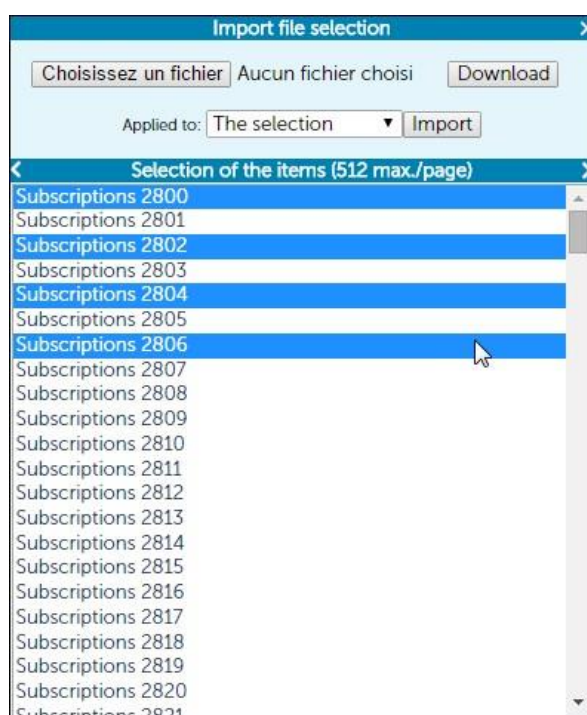 Import file selection
Choisissez un fichier Aucun fichier choisi Download
Applied to: The selection Import
Selection of the items (512 max./page)
Subscriptions 2800
Subscriptions 2801
Subscriptions 2802
Subscriptions 2803
Subscriptions 2804
Subscriptions 2805
Subscriptions 2806
Subscriptions 2807
Subscriptions 2808
Subscriptions 2809
Subscriptions 2810
Subscriptions 2811
Subscriptions 2812
Subscriptions 2813
Subscriptions 2814
Subscriptions 2815
Subscriptions 2816
Subscriptions 2817
Subscriptions 2818
Subscriptions 2819
Subscriptions 2820
Subscriptions 2821